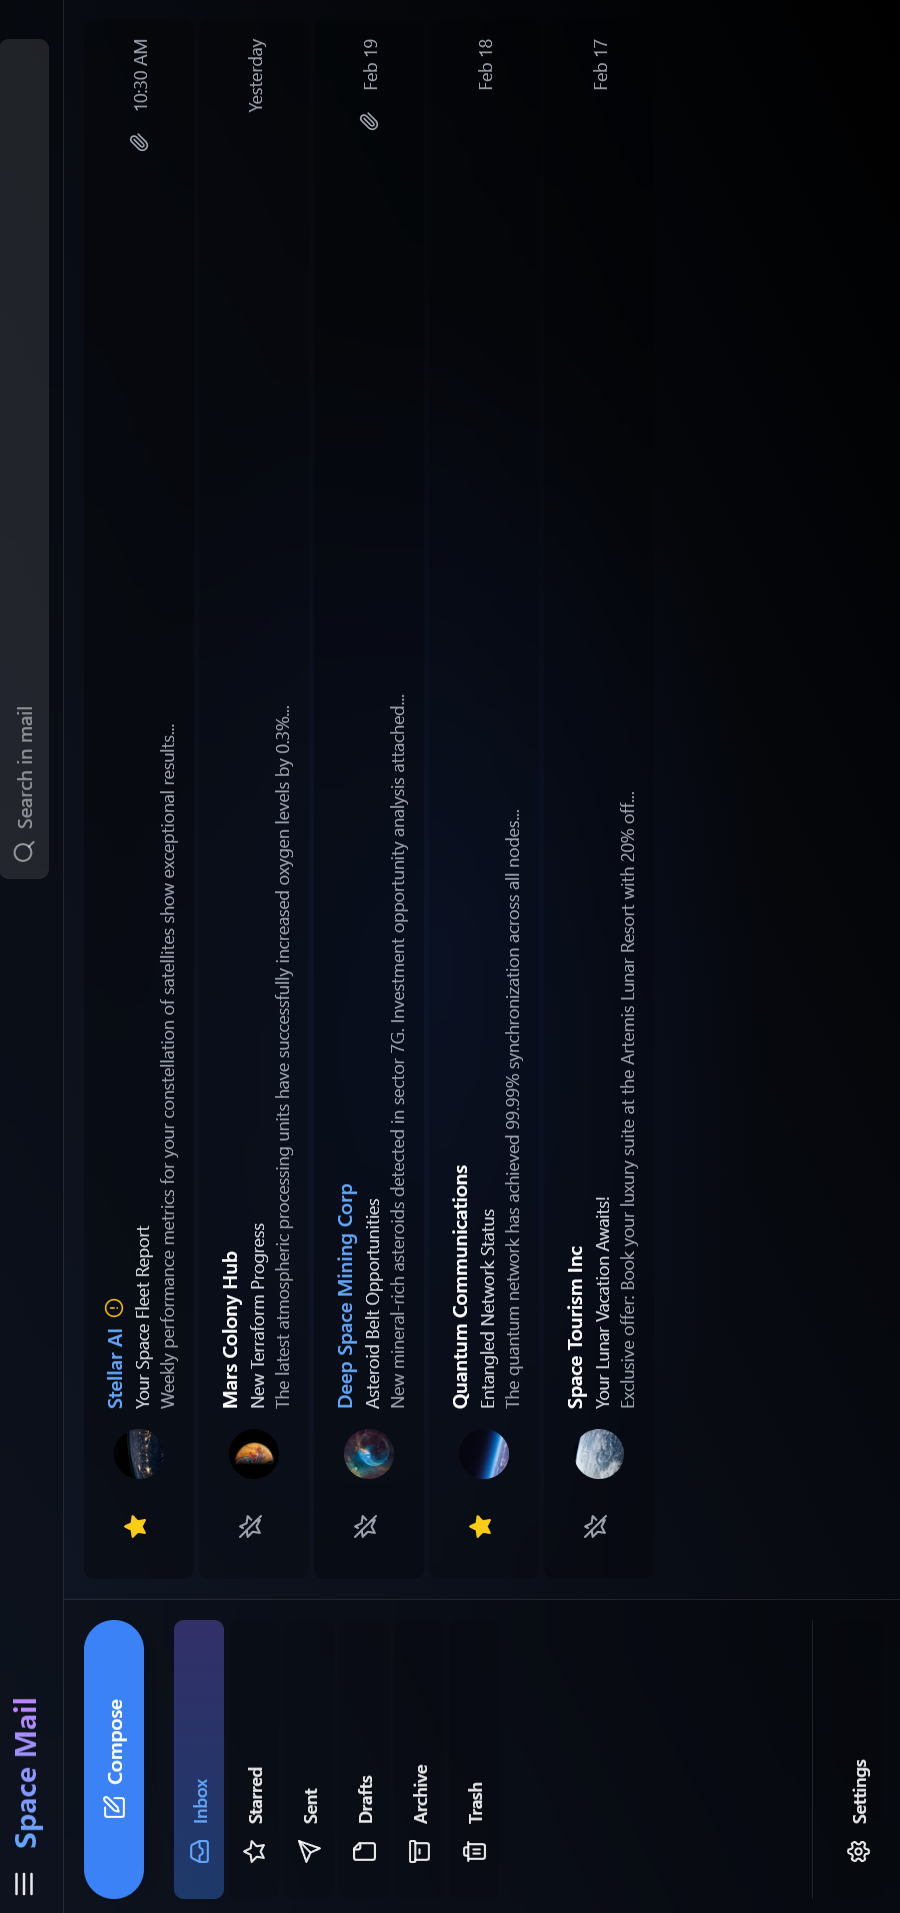 Space Mail
Search in mail
Compose
Inbox
Starred
Sent
Drafts
Archive
Trash
Settings
Stellar AI
Your Space Fleet Report
Weekly performance metrics for your constellation of satellites show exceptional results...
10:30 AM
Mars Colony Hub
New Terraform Progress
The latest atmospheric processing units have successfully increased oxygen levels by 0.3%...
Yesterday
Deep Space Mining Corp
Asteroid Belt Opportunities
New mineral-rich asteroids detected in sector 7G. Investment opportunity analysis attached...
Feb 19
Quantum Communications
Entangled Network Status
The quantum network has achieved 99.99% synchronization across all nodes...
Feb 18
Space Tourism Inc
Your Lunar Vacation Awaits!
Exclusive offer: Book your luxury suite at the Artemis Lunar Resort with 20% off...
Feb 17